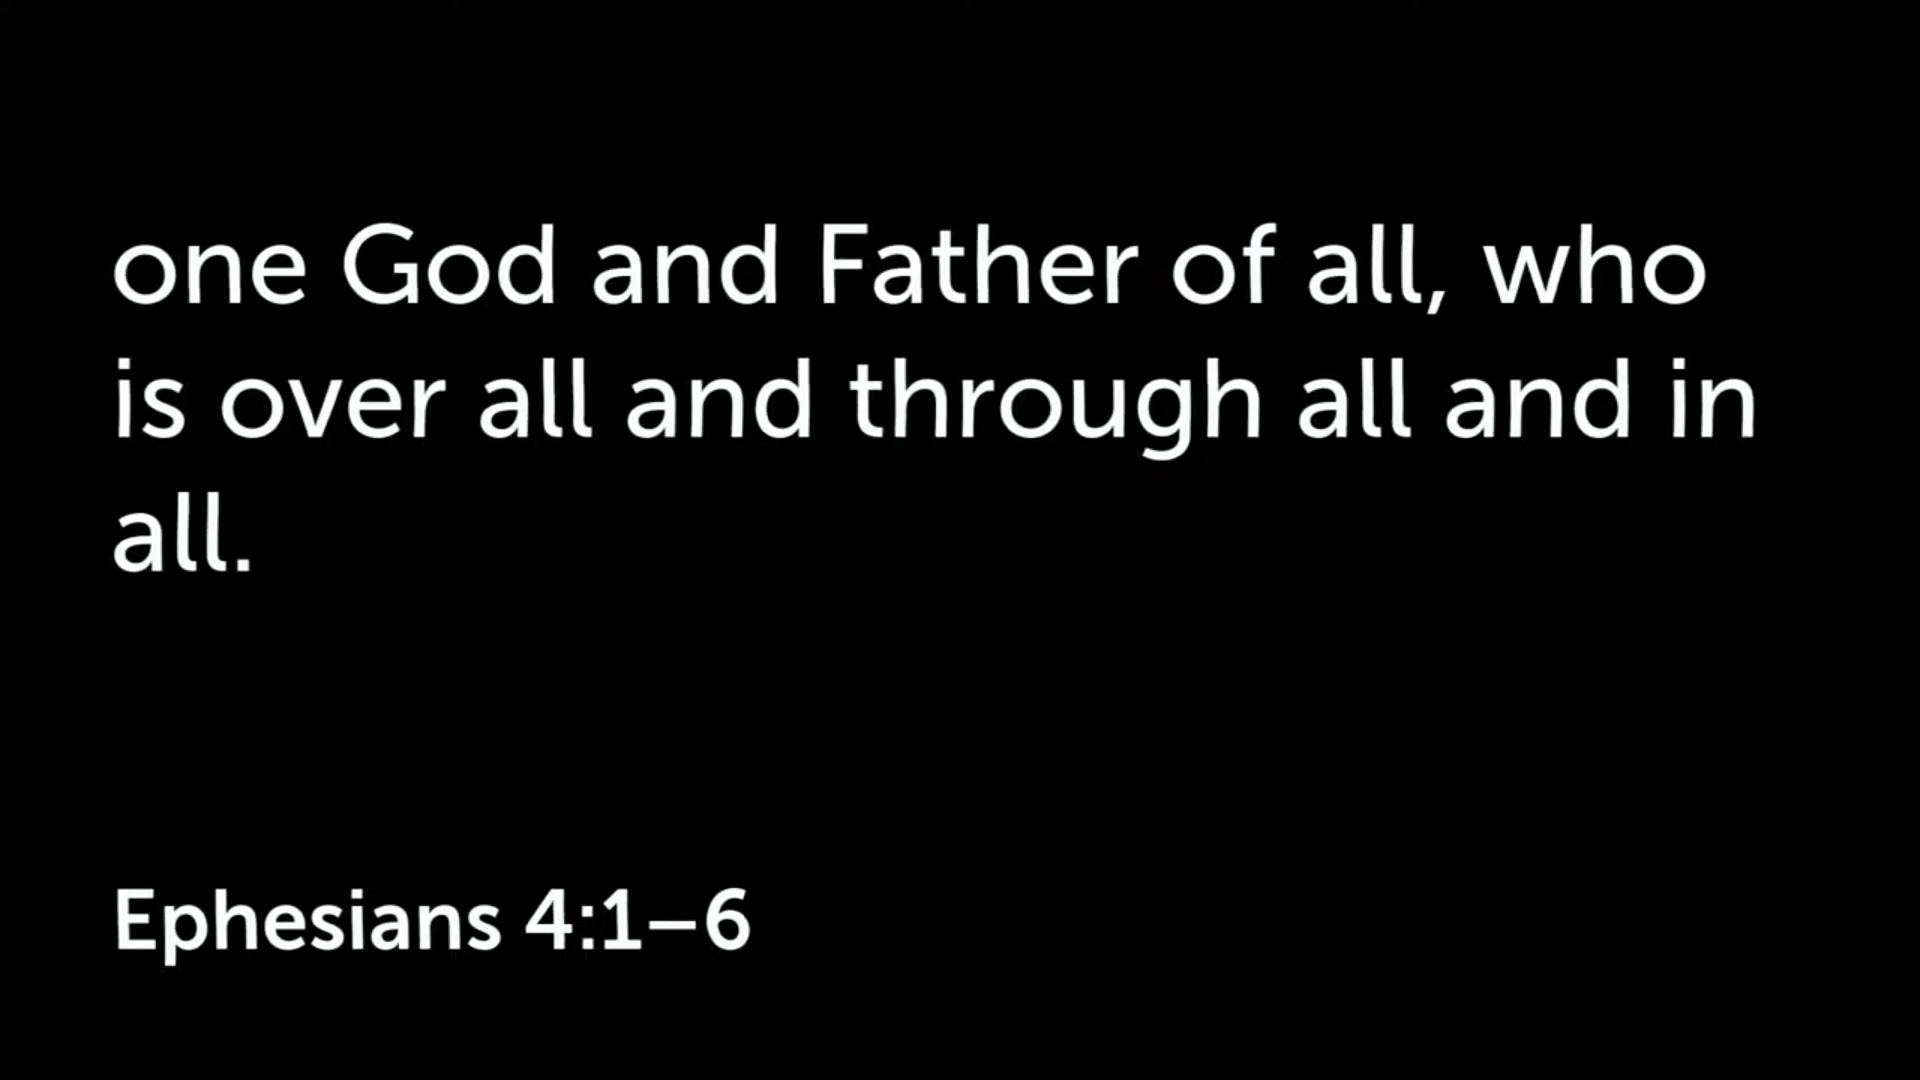 one God and Father of all, who
is over all and through all and in
all.
Ephesians 4:1–6